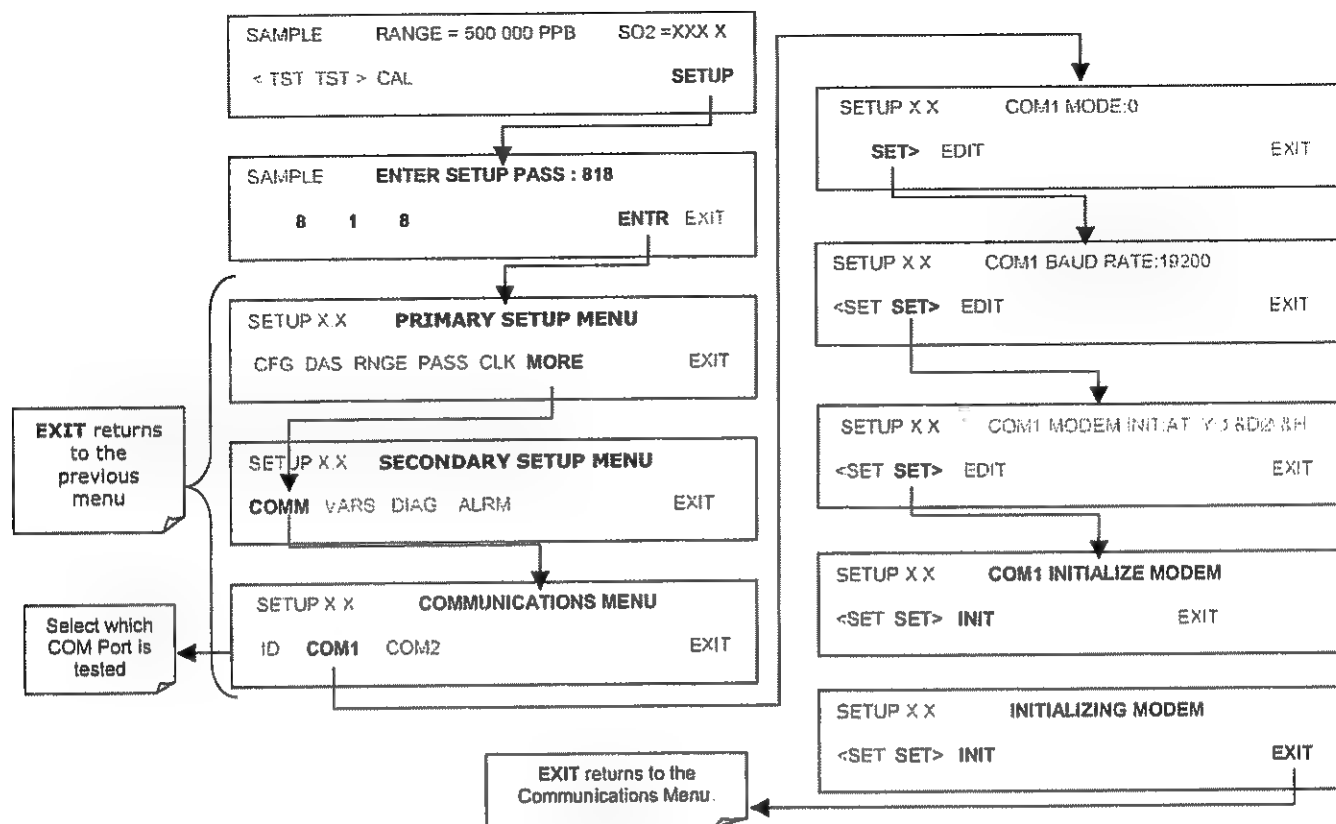 SAMPLE RANGE = 500 000 PPB SO2 =XXX X
< TST TST > CAL SETUP
SAMPLE ENTER SETUP PASS : 818
8 1 8 ENTR EXIT
SETUP X.X PRIMARY SETUP MENU
CFG DAS RNGE PASS CLK MORE EXIT
EXIT returns
to the
previous
menu
SETUP X.X SECONDARY SETUP MENU
COMM VARS DIAG ALRM EXIT
SETUP X X COMMUNICATIONS MENU
ID COM1 COM2 EXIT
Select which
COM Port is
tested
SETUP X X COM1 MODE:0
SET> EDIT EXIT
SETUP X X COM1 BAUD RATE:19200
<SET SET> EDIT EXIT
SETUP X X COM1 MODEM INIT:AT
<SET SET> EDIT EXIT
SETUP X X COM1 INITIALIZE MODEM
<SET SET> INIT EXIT
SETUP X X INITIALIZING MODEM
<SET SET> INIT EXIT
EXIT returns to the
Communications Menu.